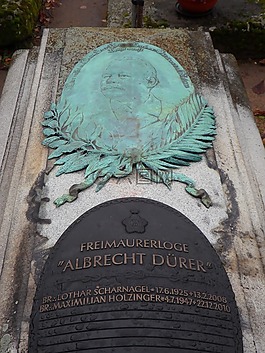 FREIMAURERLOGE
"ALBRECHT DÜRER"
BR∴LOTHAR SCHARNAGEL*17.6.1925+13.2.2008
BR∴MAXIMILIAN HOLZINGER*4.7.1947+22.12.2010